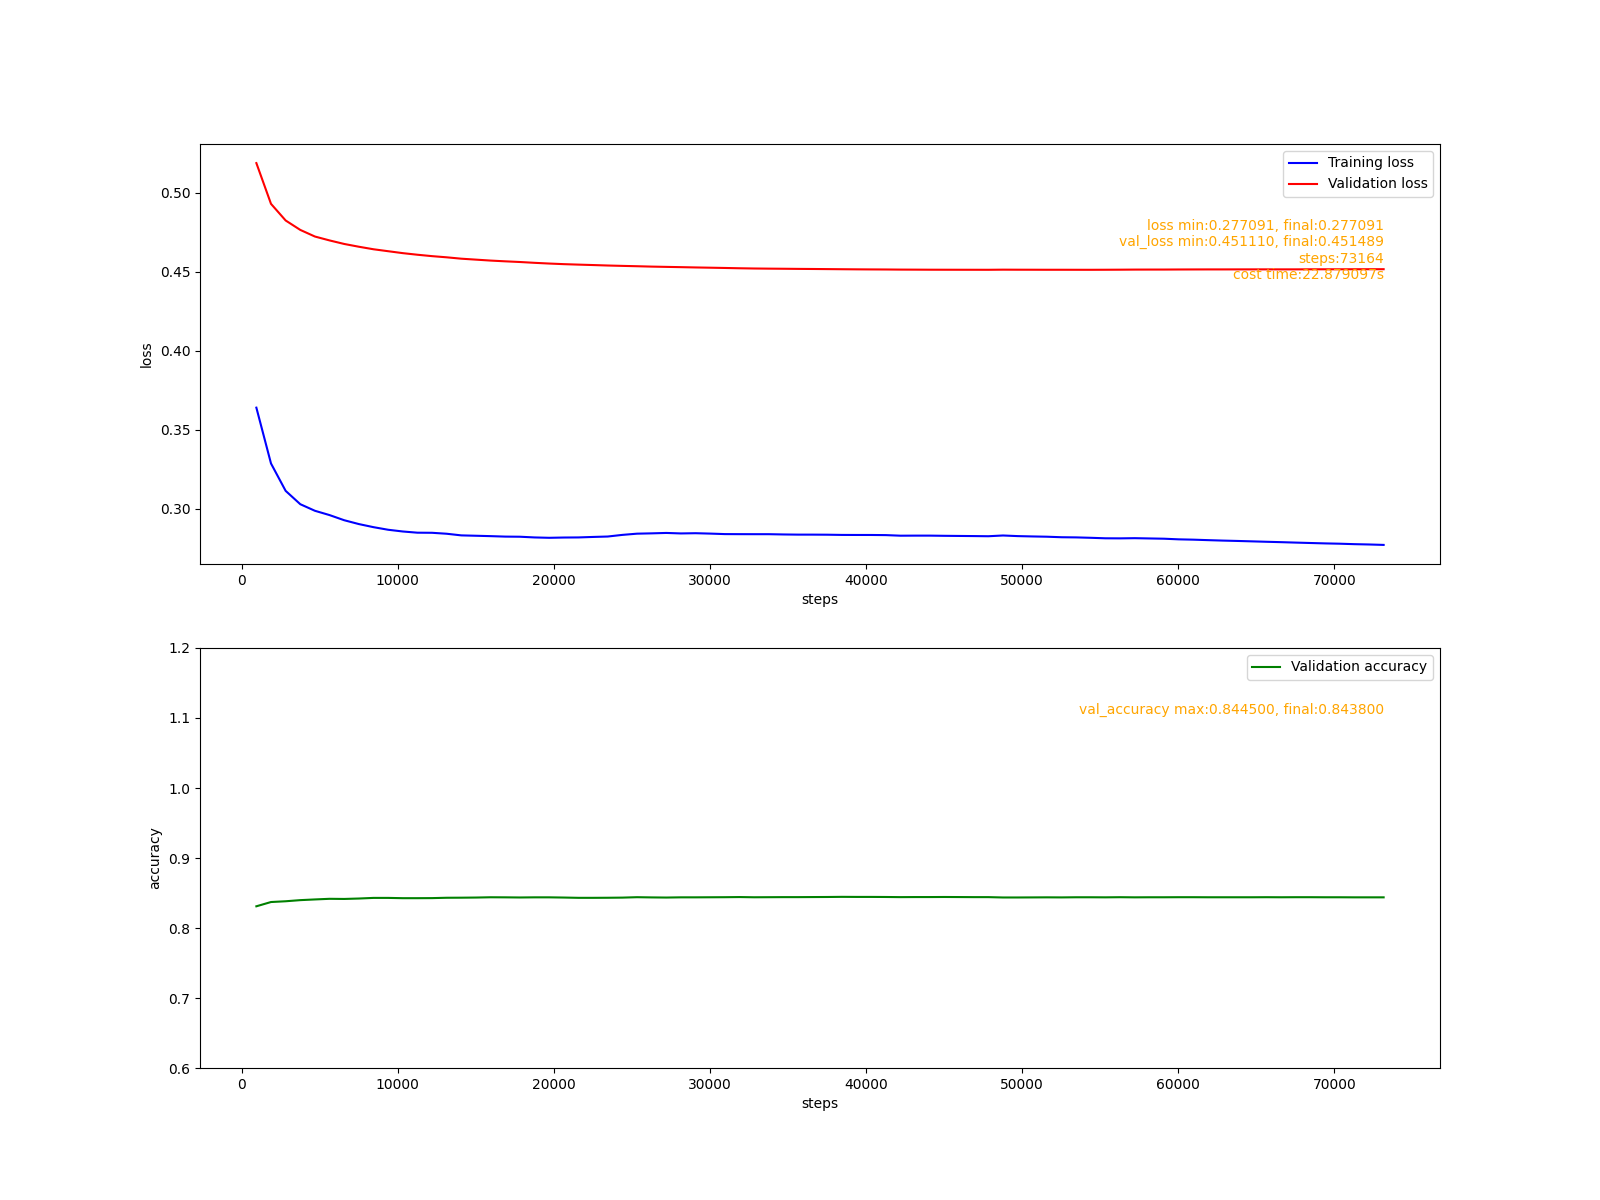 Training loss
Validation loss
loss min:0.277091, final:0.277091
val_loss min:0.451110, final:0.451489
steps:73164
cost time:22.879097s
0.50
0.45
0.40
0.35
0.30
loss
0 10000 20000 30000 40000 50000 60000 70000
steps
Validation accuracy
val_accuracy max:0.844500, final:0.843800
1.2
1.1
1.0
0.9
0.8
0.7
0.6
accuracy
0 10000 20000 30000 40000 50000 60000 70000
steps